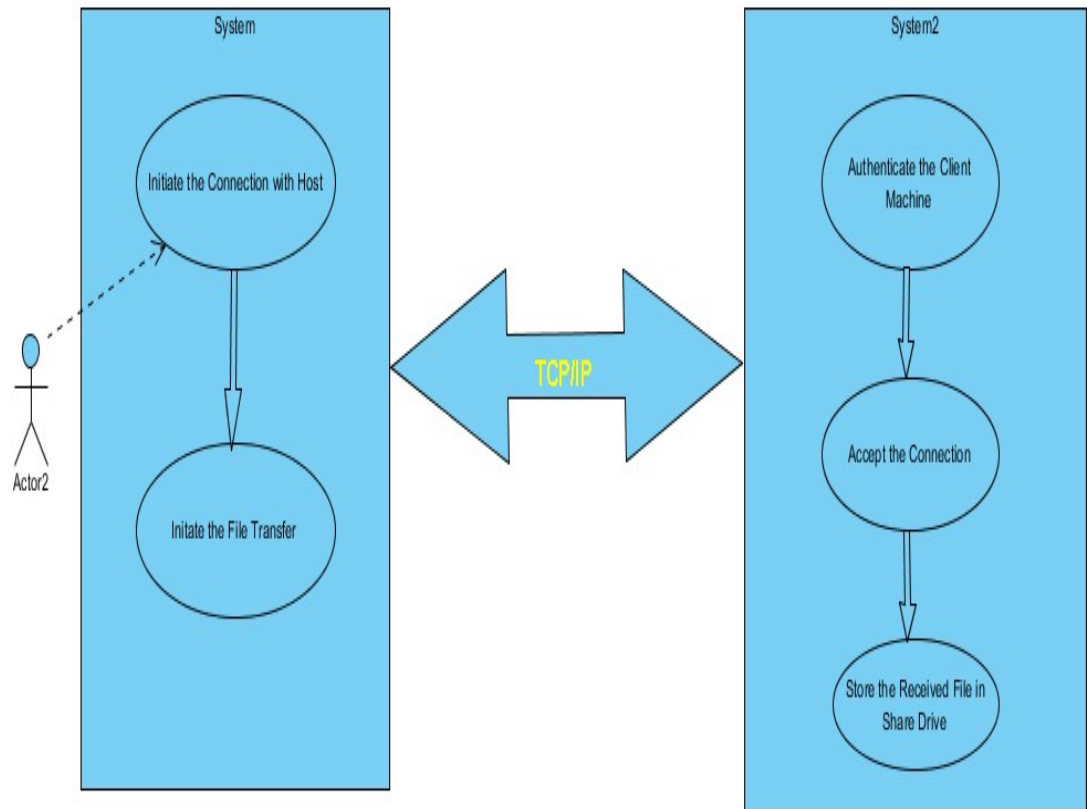 System
Initiate the Connection with Host
Initate the File Transfer
Actor2
TCP/IP
System2
Authenticate the Client
Machine
Accept the Connection
Store the Received File in
Share Drive